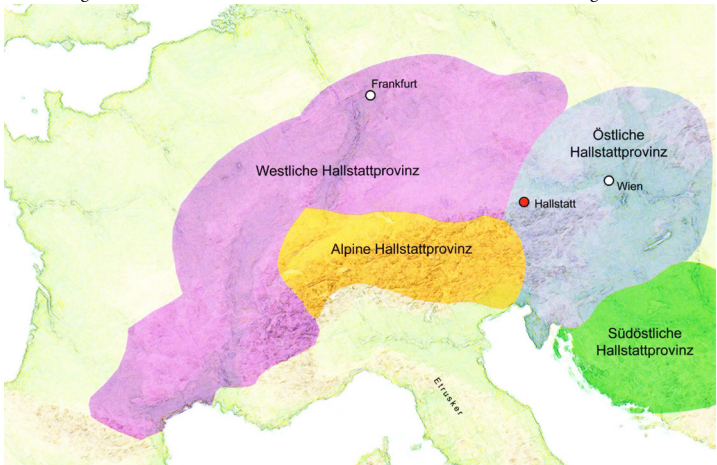 Frankfurt
Östliche
Hallstattprovinz
Westliche Hallstattprovinz
Wien
Hallstatt
Alpine Hallstattprovinz
Südöstliche
Hallstattprovinz
Etrusker